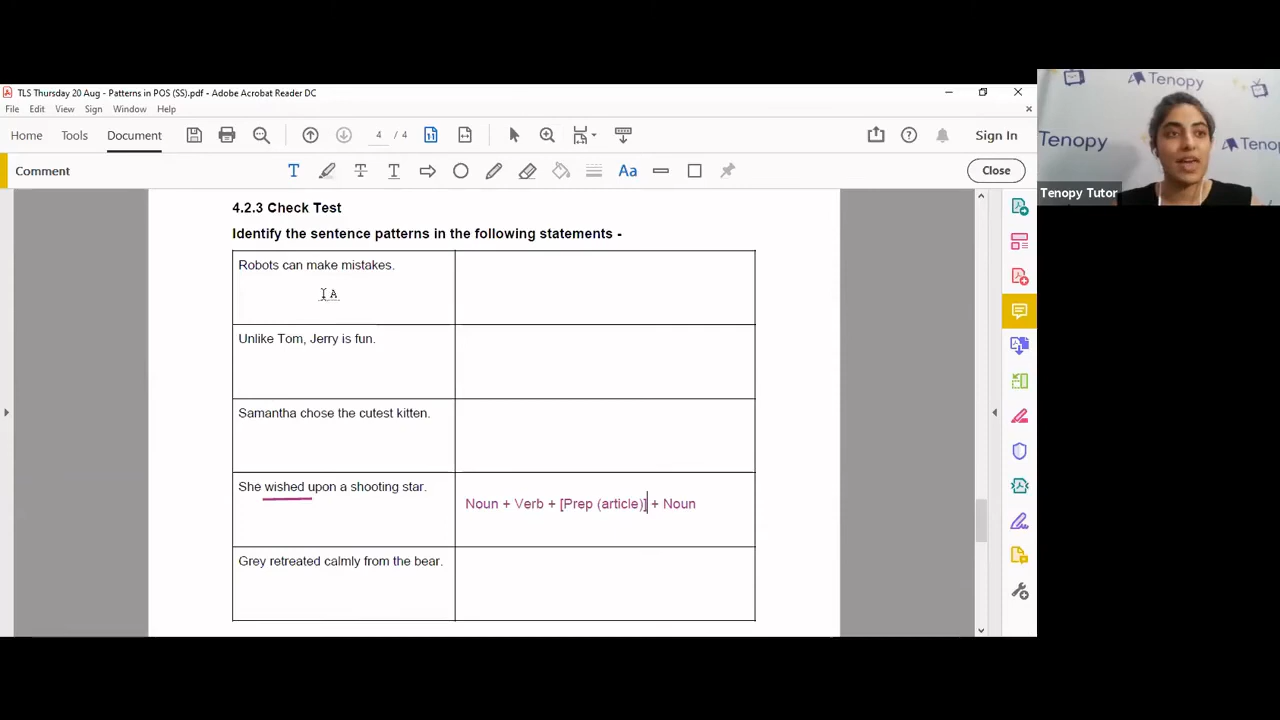 TLS Thursday 20 Aug - Patterns in POS (SS).pdf - Adobe Acrobat Reader DC
File Edit View Sign Window Help
Home Tools Document 4 / 4 Sign In
Comment T T T Aa Close
4.2.3 Check Test
Identify the sentence patterns in the following statements -
Robots can make mistakes.
A
Unlike Tom, Jerry is fun.
Samantha chose the cutest kitten.
She wished upon a shooting star.
Noun + Verb + [Prep (article)] + Noun
Grey retreated calmly from the bear.
Tenopy
Tenopy
Tenopy
Tenopy Tutor